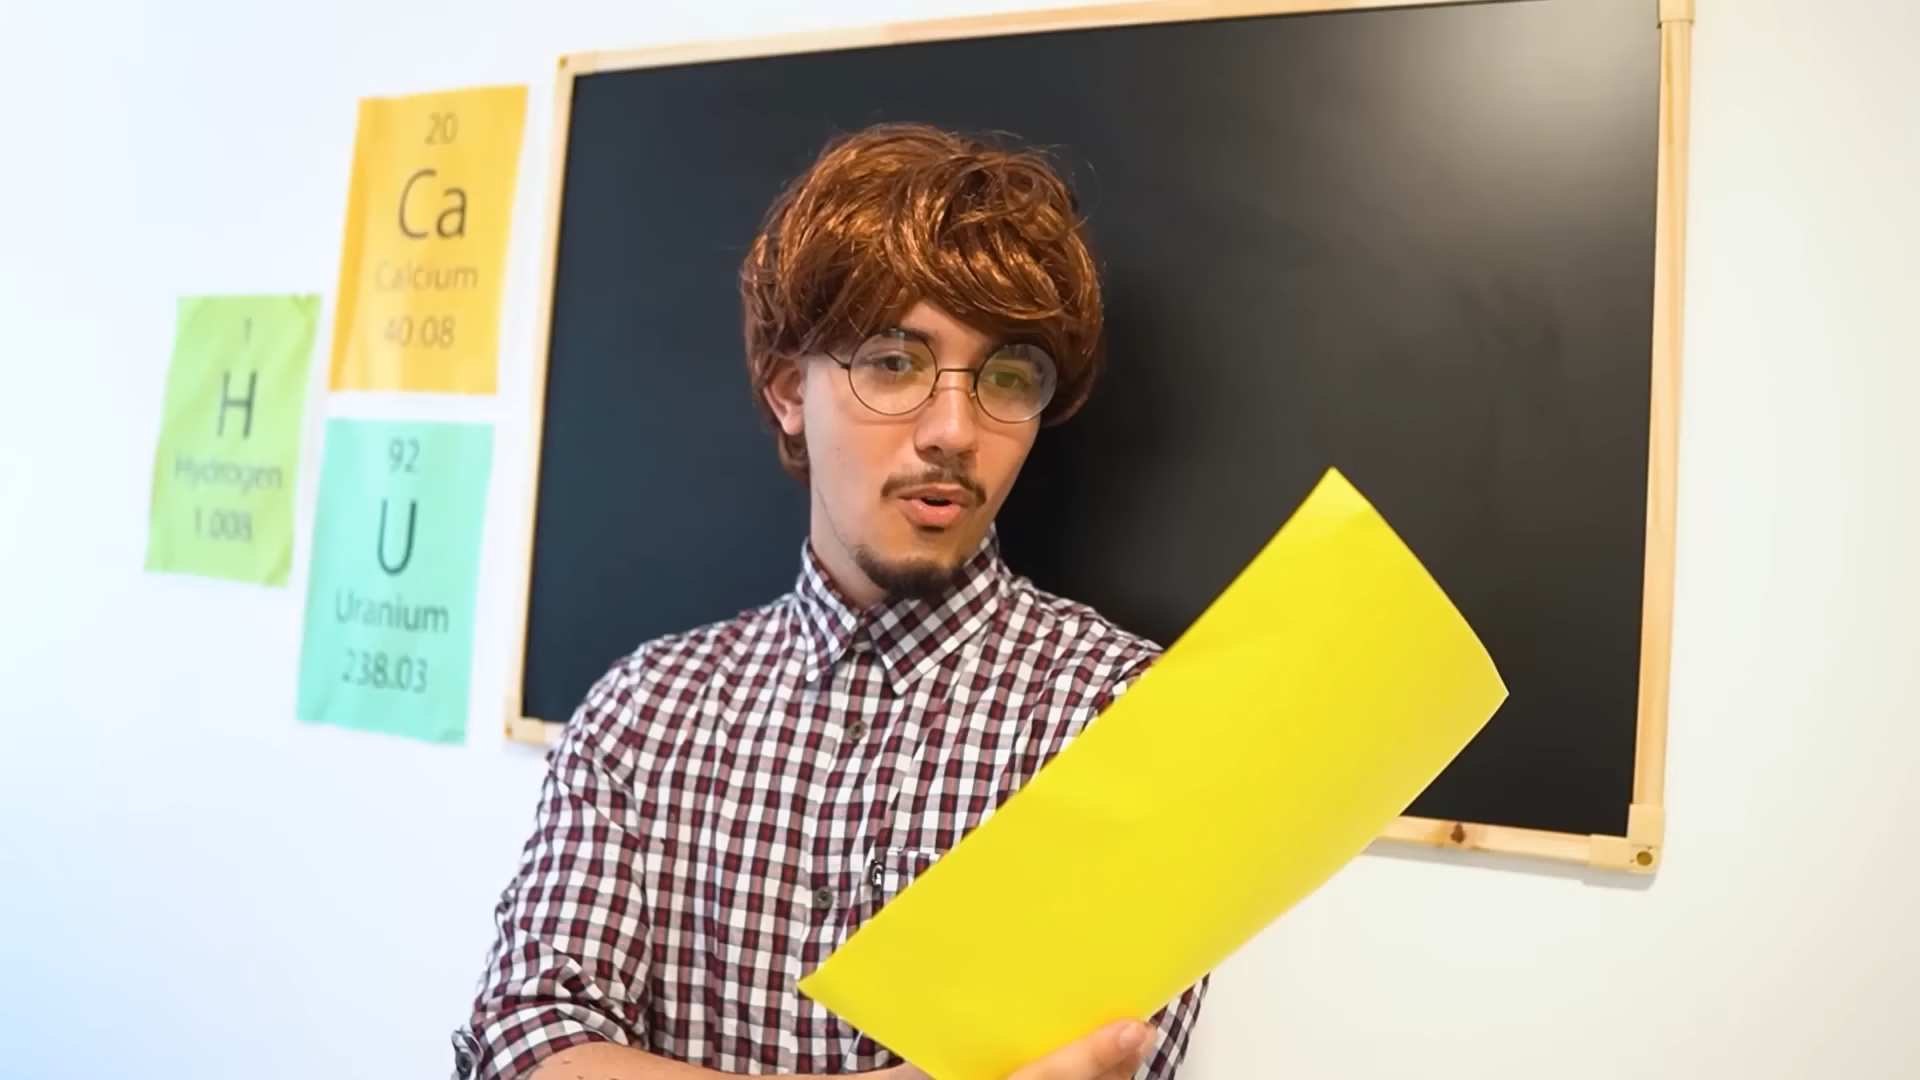 20
Ca
Calcium
40.08
1
H
Hydrogen
1.008
92
U
Uranium
238.03